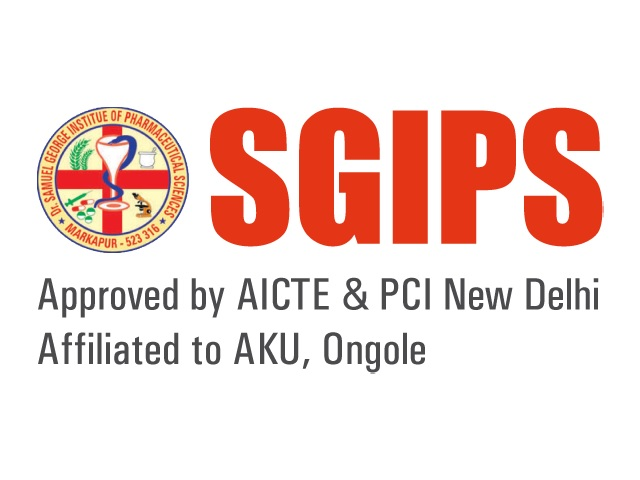 Dr. SAMUEL GEORGE INSTITUE OF PHARMACEUTICAL SCIENCES
MARKAPUR - 523 316
SGIPS
Approved by AICTE & PCI New Delhi
Affiliated to AKU, Ongole